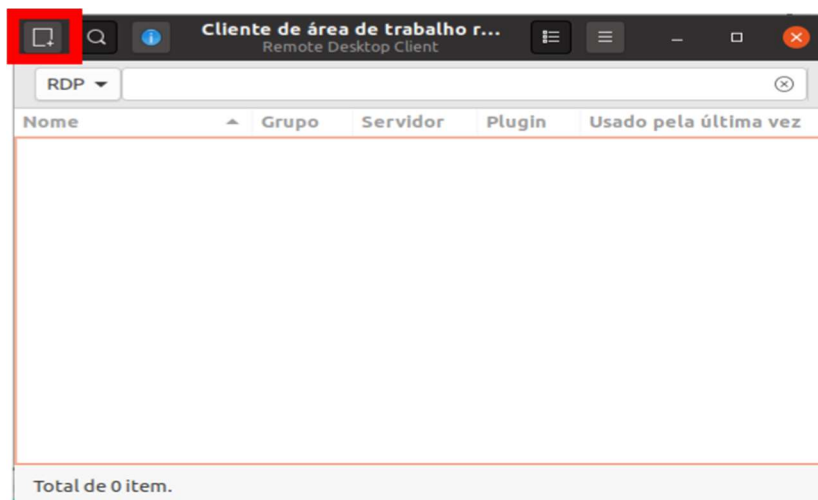 Cliente de área de trabalho r...
Remote Desktop Client
RDP
Nome Grupo Servidor Plugin Usado pela última vez
Total de 0 item.